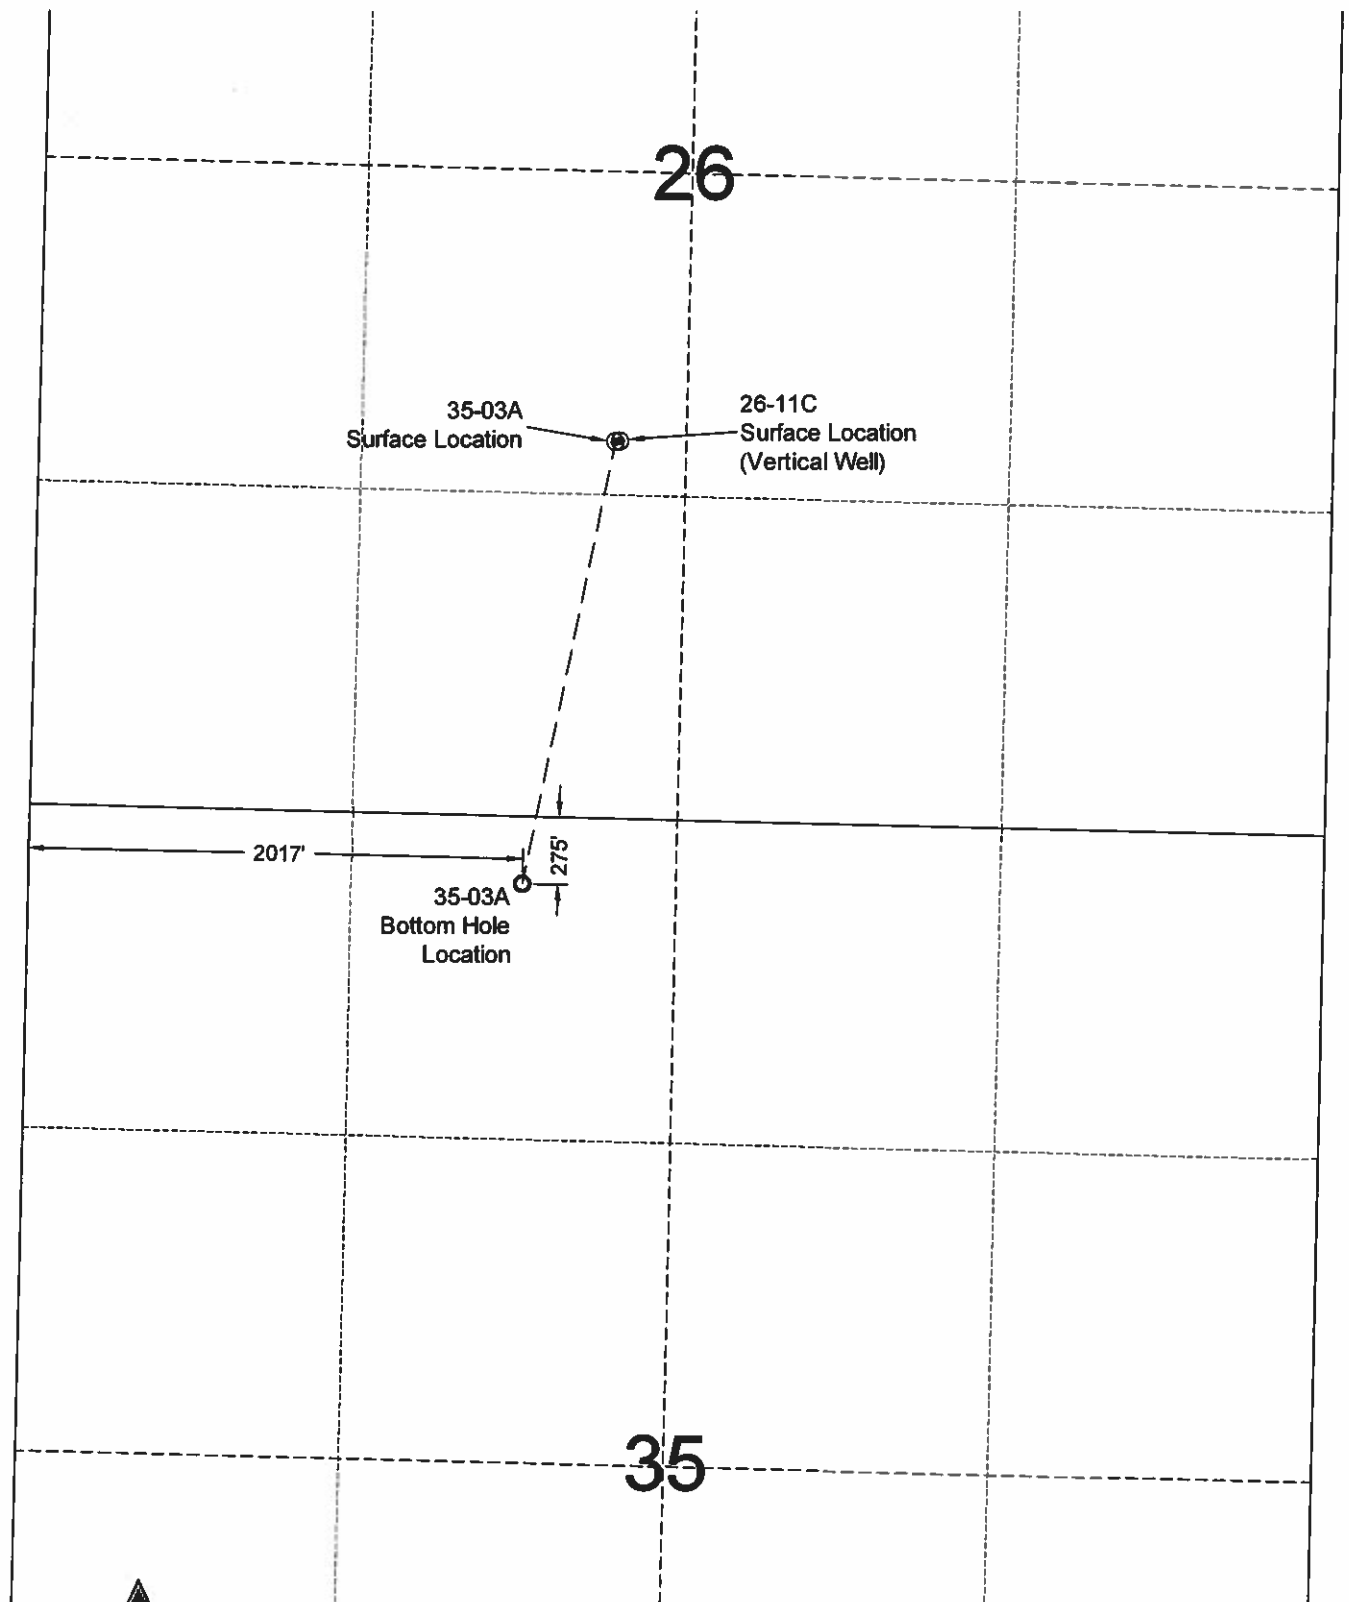 26
35-03A
Surface Location
26-11C
Surface Location
(Vertical Well)
2017'
275'
35-03A
Bottom Hole
Location
35